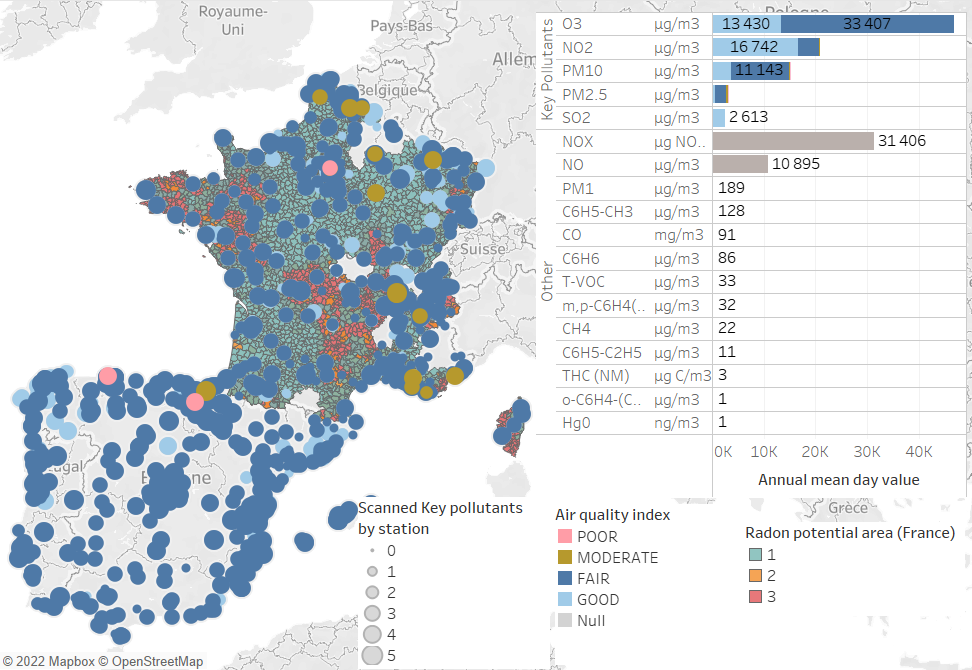 Royaume-
Uni
Pays-Bas
Pologne
Allem
Belgique
Suisse
Grèce
Key Pollutants
O3 µg/m3 13 430 33 407
NO2 µg/m3 16 742
PM10 µg/m3 11 143
PM2.5 µg/m3
SO2 µg/m3 2 613
Other
NOX µg NO.. 31 406
NO µg/m3 10 895
PM1 µg/m3 189
C6H5-CH3 µg/m3 128
CO mg/m3 91
C6H6 µg/m3 86
T-VOC µg/m3 33
m,p-C6H4(.. µg/m3 32
CH4 µg/m3 22
C6H5-C2H5 µg/m3 11
THC (NM) µg C/m3 3
o-C6H4-(C.. µg/m3 1
Hg0 ng/m3 1
0K 10K 20K 30K 40K
Annual mean day value
Scanned Key pollutants
by station
0
1
2
3
4
5
Air quality index
POOR
MODERATE
FAIR
GOOD
Null
Radon potential area (France)
1
2
3
© 2022 Mapbox © OpenStreetMap